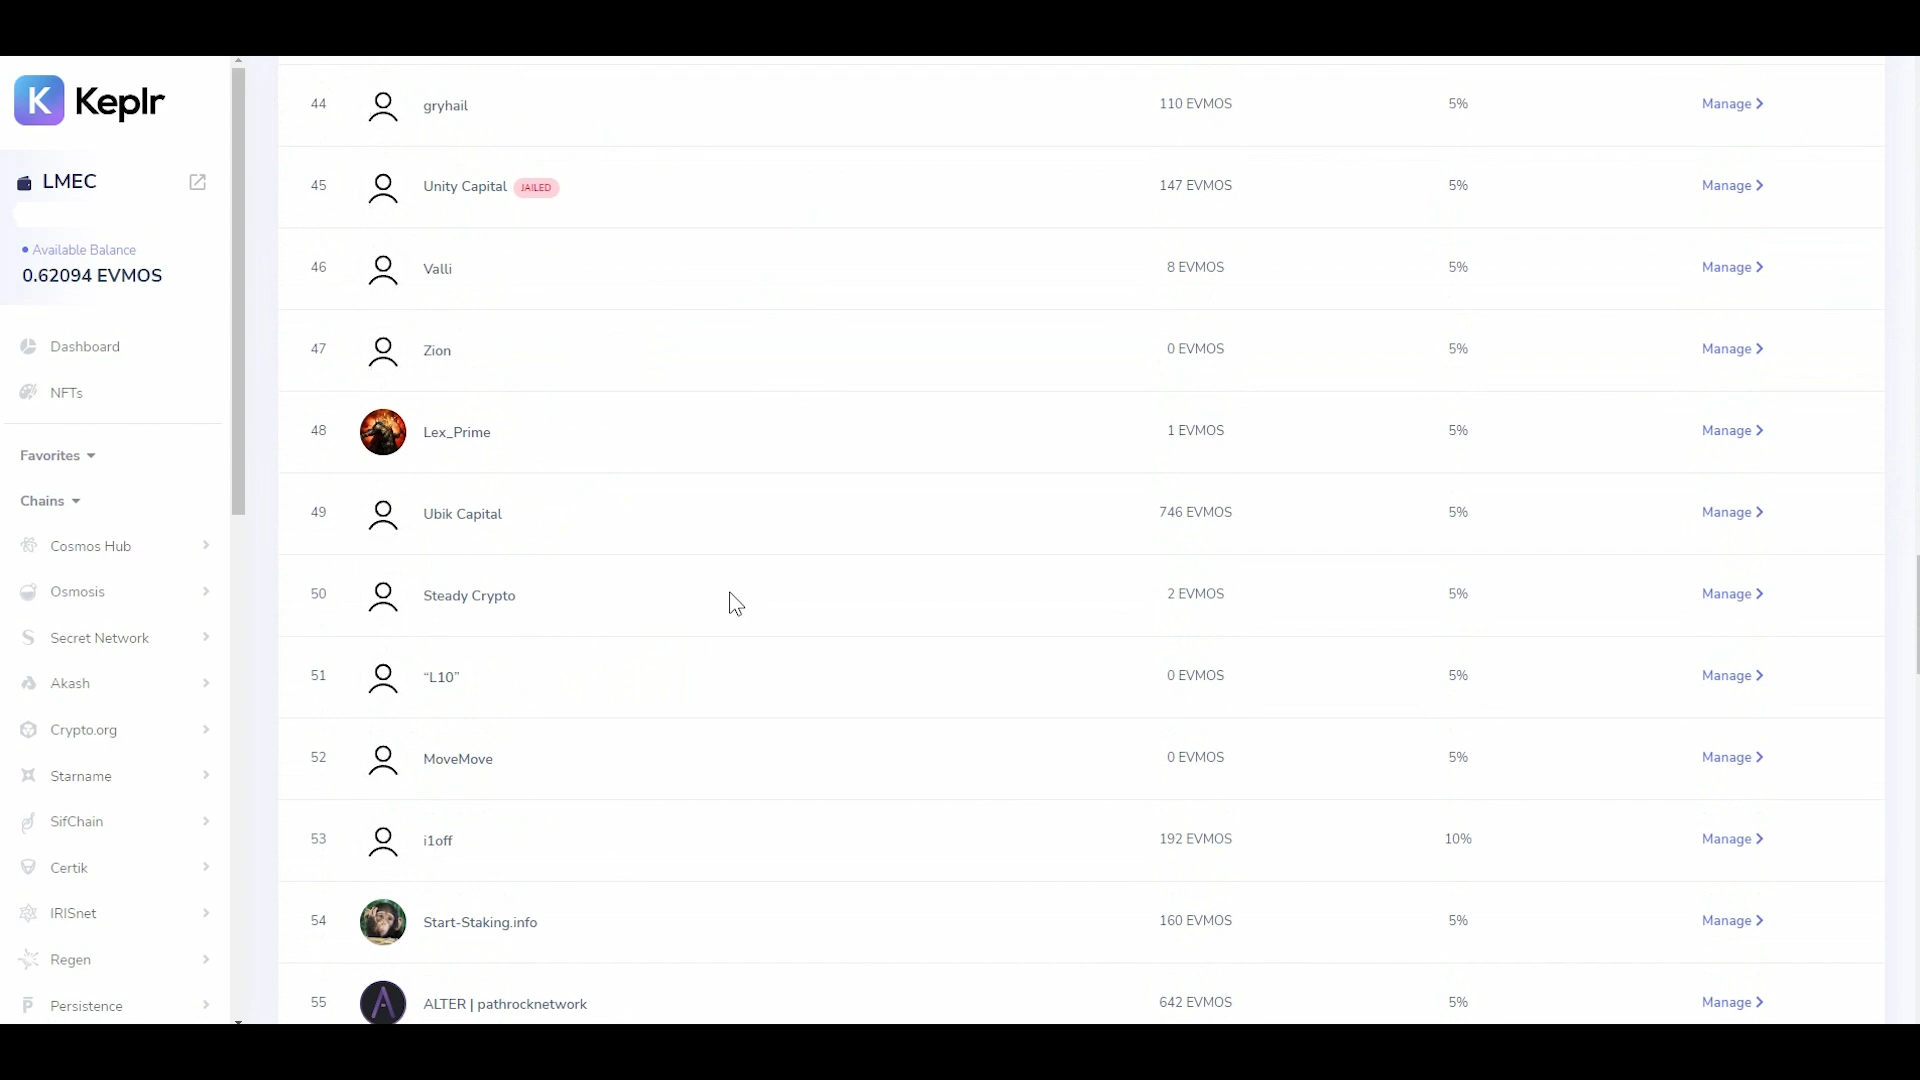 K Keplr
LMEC
Available Balance
0.62094 EVMOS
Dashboard
NFTs
Favorites
Chains
Cosmos Hub
Osmosis
Secret Network
Akash
Crypto.org
Starname
SifChain
Certik
IRISnet
Regen
Persistence
44 gryhail 110 EVMOS 5% Manage
45 Unity Capital JAILED 147 EVMOS 5% Manage
46 Valli 8 EVMOS 5% Manage
47 Zion 0 EVMOS 5% Manage
48 Lex_Prime 1 EVMOS 5% Manage
49 Ubik Capital 746 EVMOS 5% Manage
50 Steady Crypto 2 EVMOS 5% Manage
51 “L10” 0 EVMOS 5% Manage
52 MoveMove 0 EVMOS 5% Manage
53 i1off 192 EVMOS 10% Manage
54 Start-Staking.info 160 EVMOS 5% Manage
55 ALTER | pathrocknetwork 642 EVMOS 5% Manage